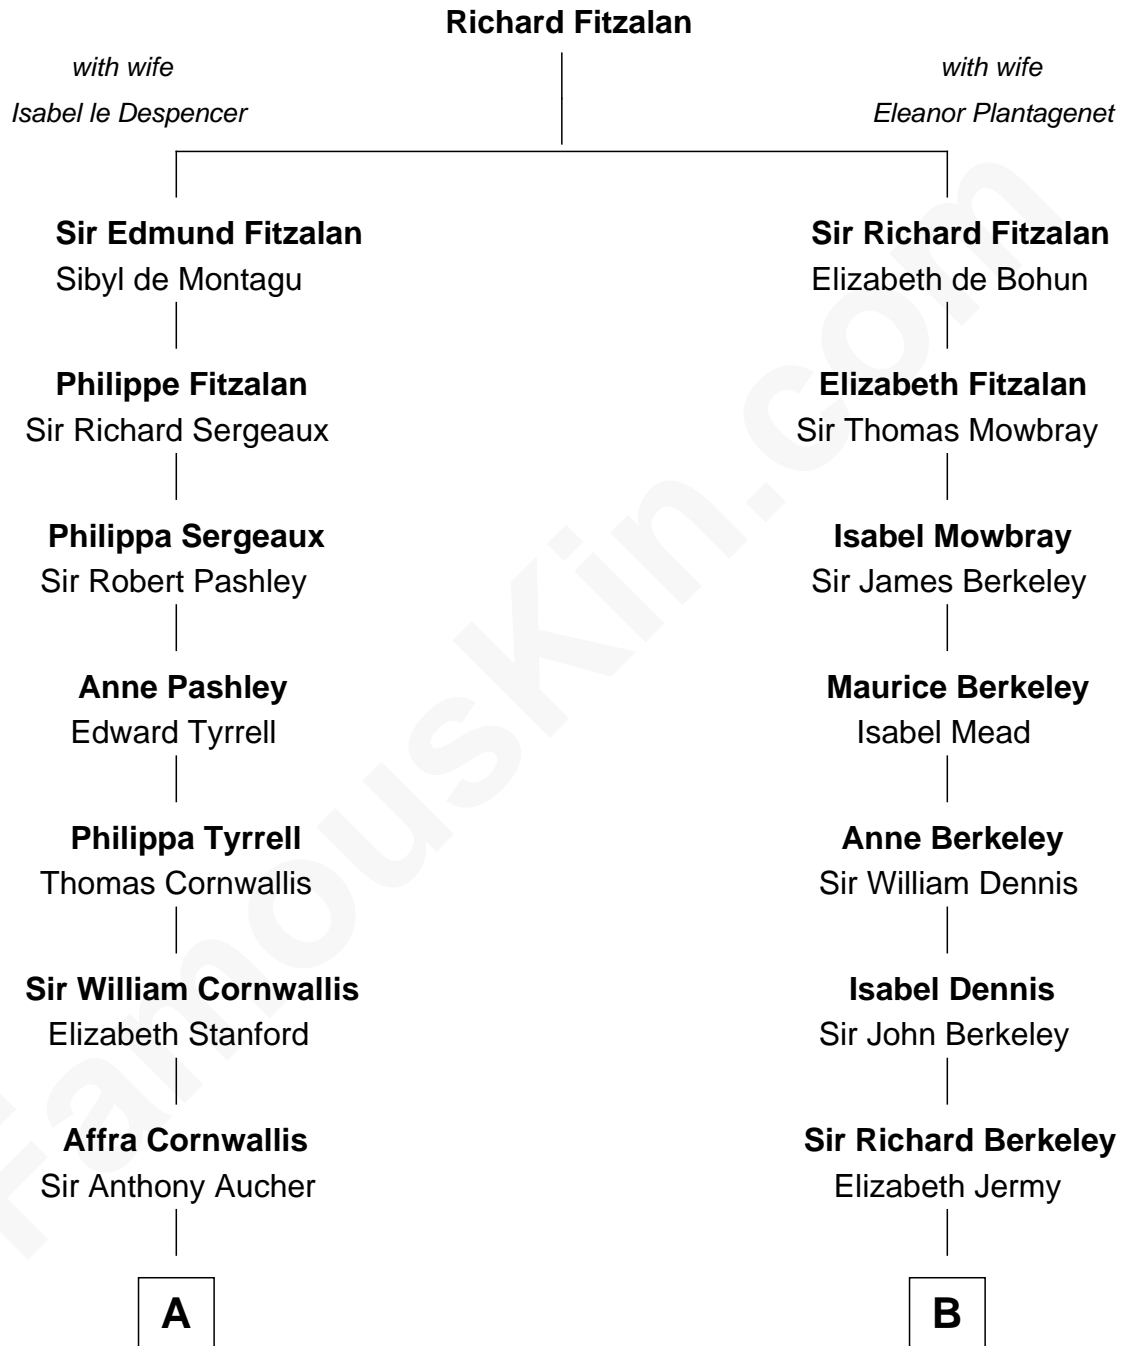 Richard Fitzalan
with wife
Isabel le Despencer
with wife
Eleanor Plantagenet
Sir Edmund Fitzalan
Sibyl de Montagu
Sir Richard Fitzalan
Elizabeth de Bohun
Philippe Fitzalan
Sir Richard Sergeaux
Elizabeth Fitzalan
Sir Thomas Mowbray
Philippa Sergeaux
Sir Robert Pashley
Isabel Mowbray
Sir James Berkeley
Anne Pashley
Edward Tyrrell
Maurice Berkeley
Isabel Mead
Philippa Tyrrell
Thomas Cornwallis
Anne Berkeley
Sir William Dennis
Sir William Cornwallis
Elizabeth Stanford
Isabel Dennis
Sir John Berkeley
Affra Cornwallis
Sir Anthony Aucher
Sir Richard Berkeley
Elizabeth Jermy
A
B
FamousKin.com